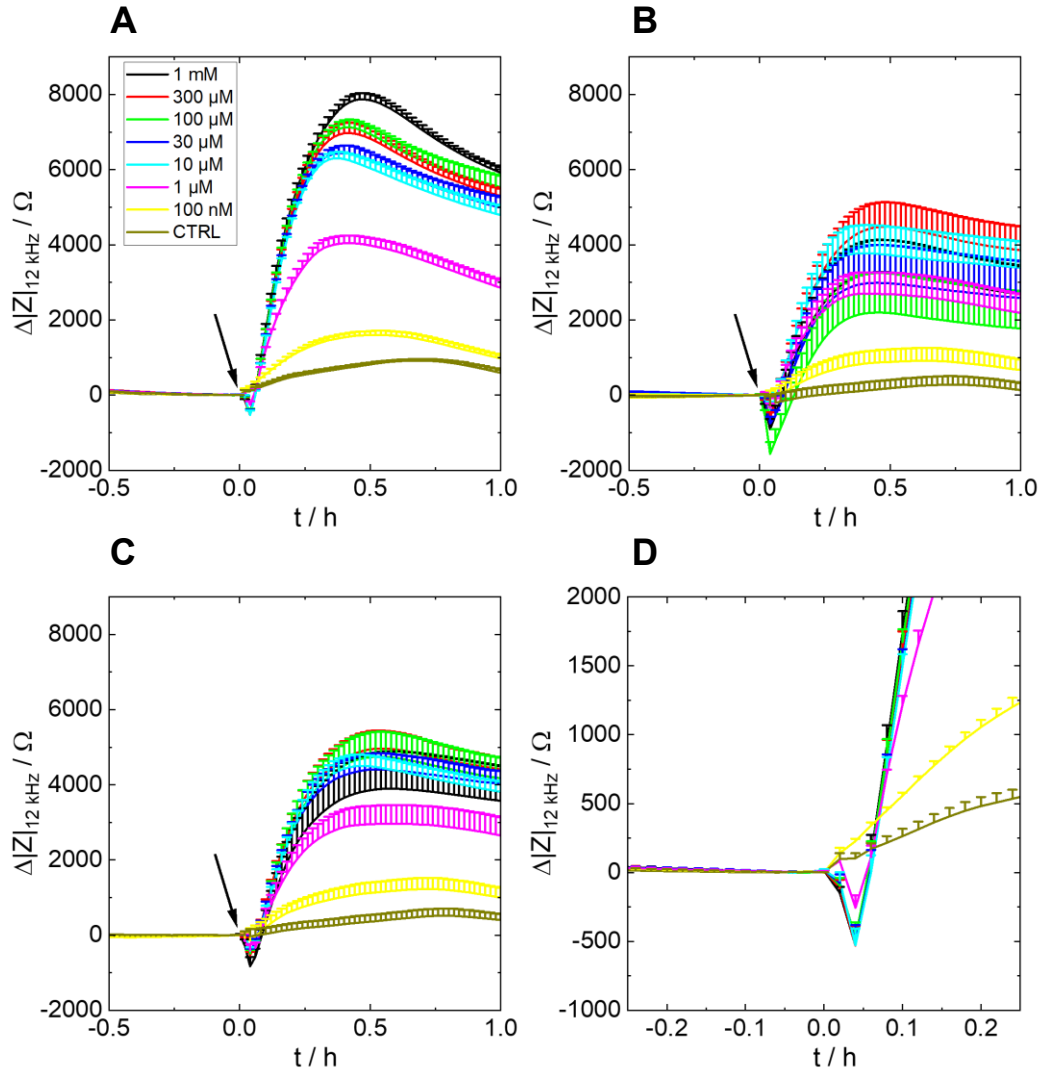 A
B
1 mM
300 µM
100 µM
30 µM
10 µM
1 µM
100 nM
CTRL
8000
6000
4000
2000
0
-2000
Δ|Z|12 kHz / Ω
-0.5
0.0
0.5
1.0
t / h
8000
6000
4000
2000
0
-2000
Δ|Z|12 kHz / Ω
-0.5
0.0
0.5
1.0
t / h
C
D
8000
6000
4000
2000
0
-2000
Δ|Z|12 kHz / Ω
-0.5
0.0
0.5
1.0
t / h
2000
1500
1000
500
0
-500
-1000
Δ|Z|12 kHz / Ω
-0.2
-0.1
0.0
0.1
0.2
t / h